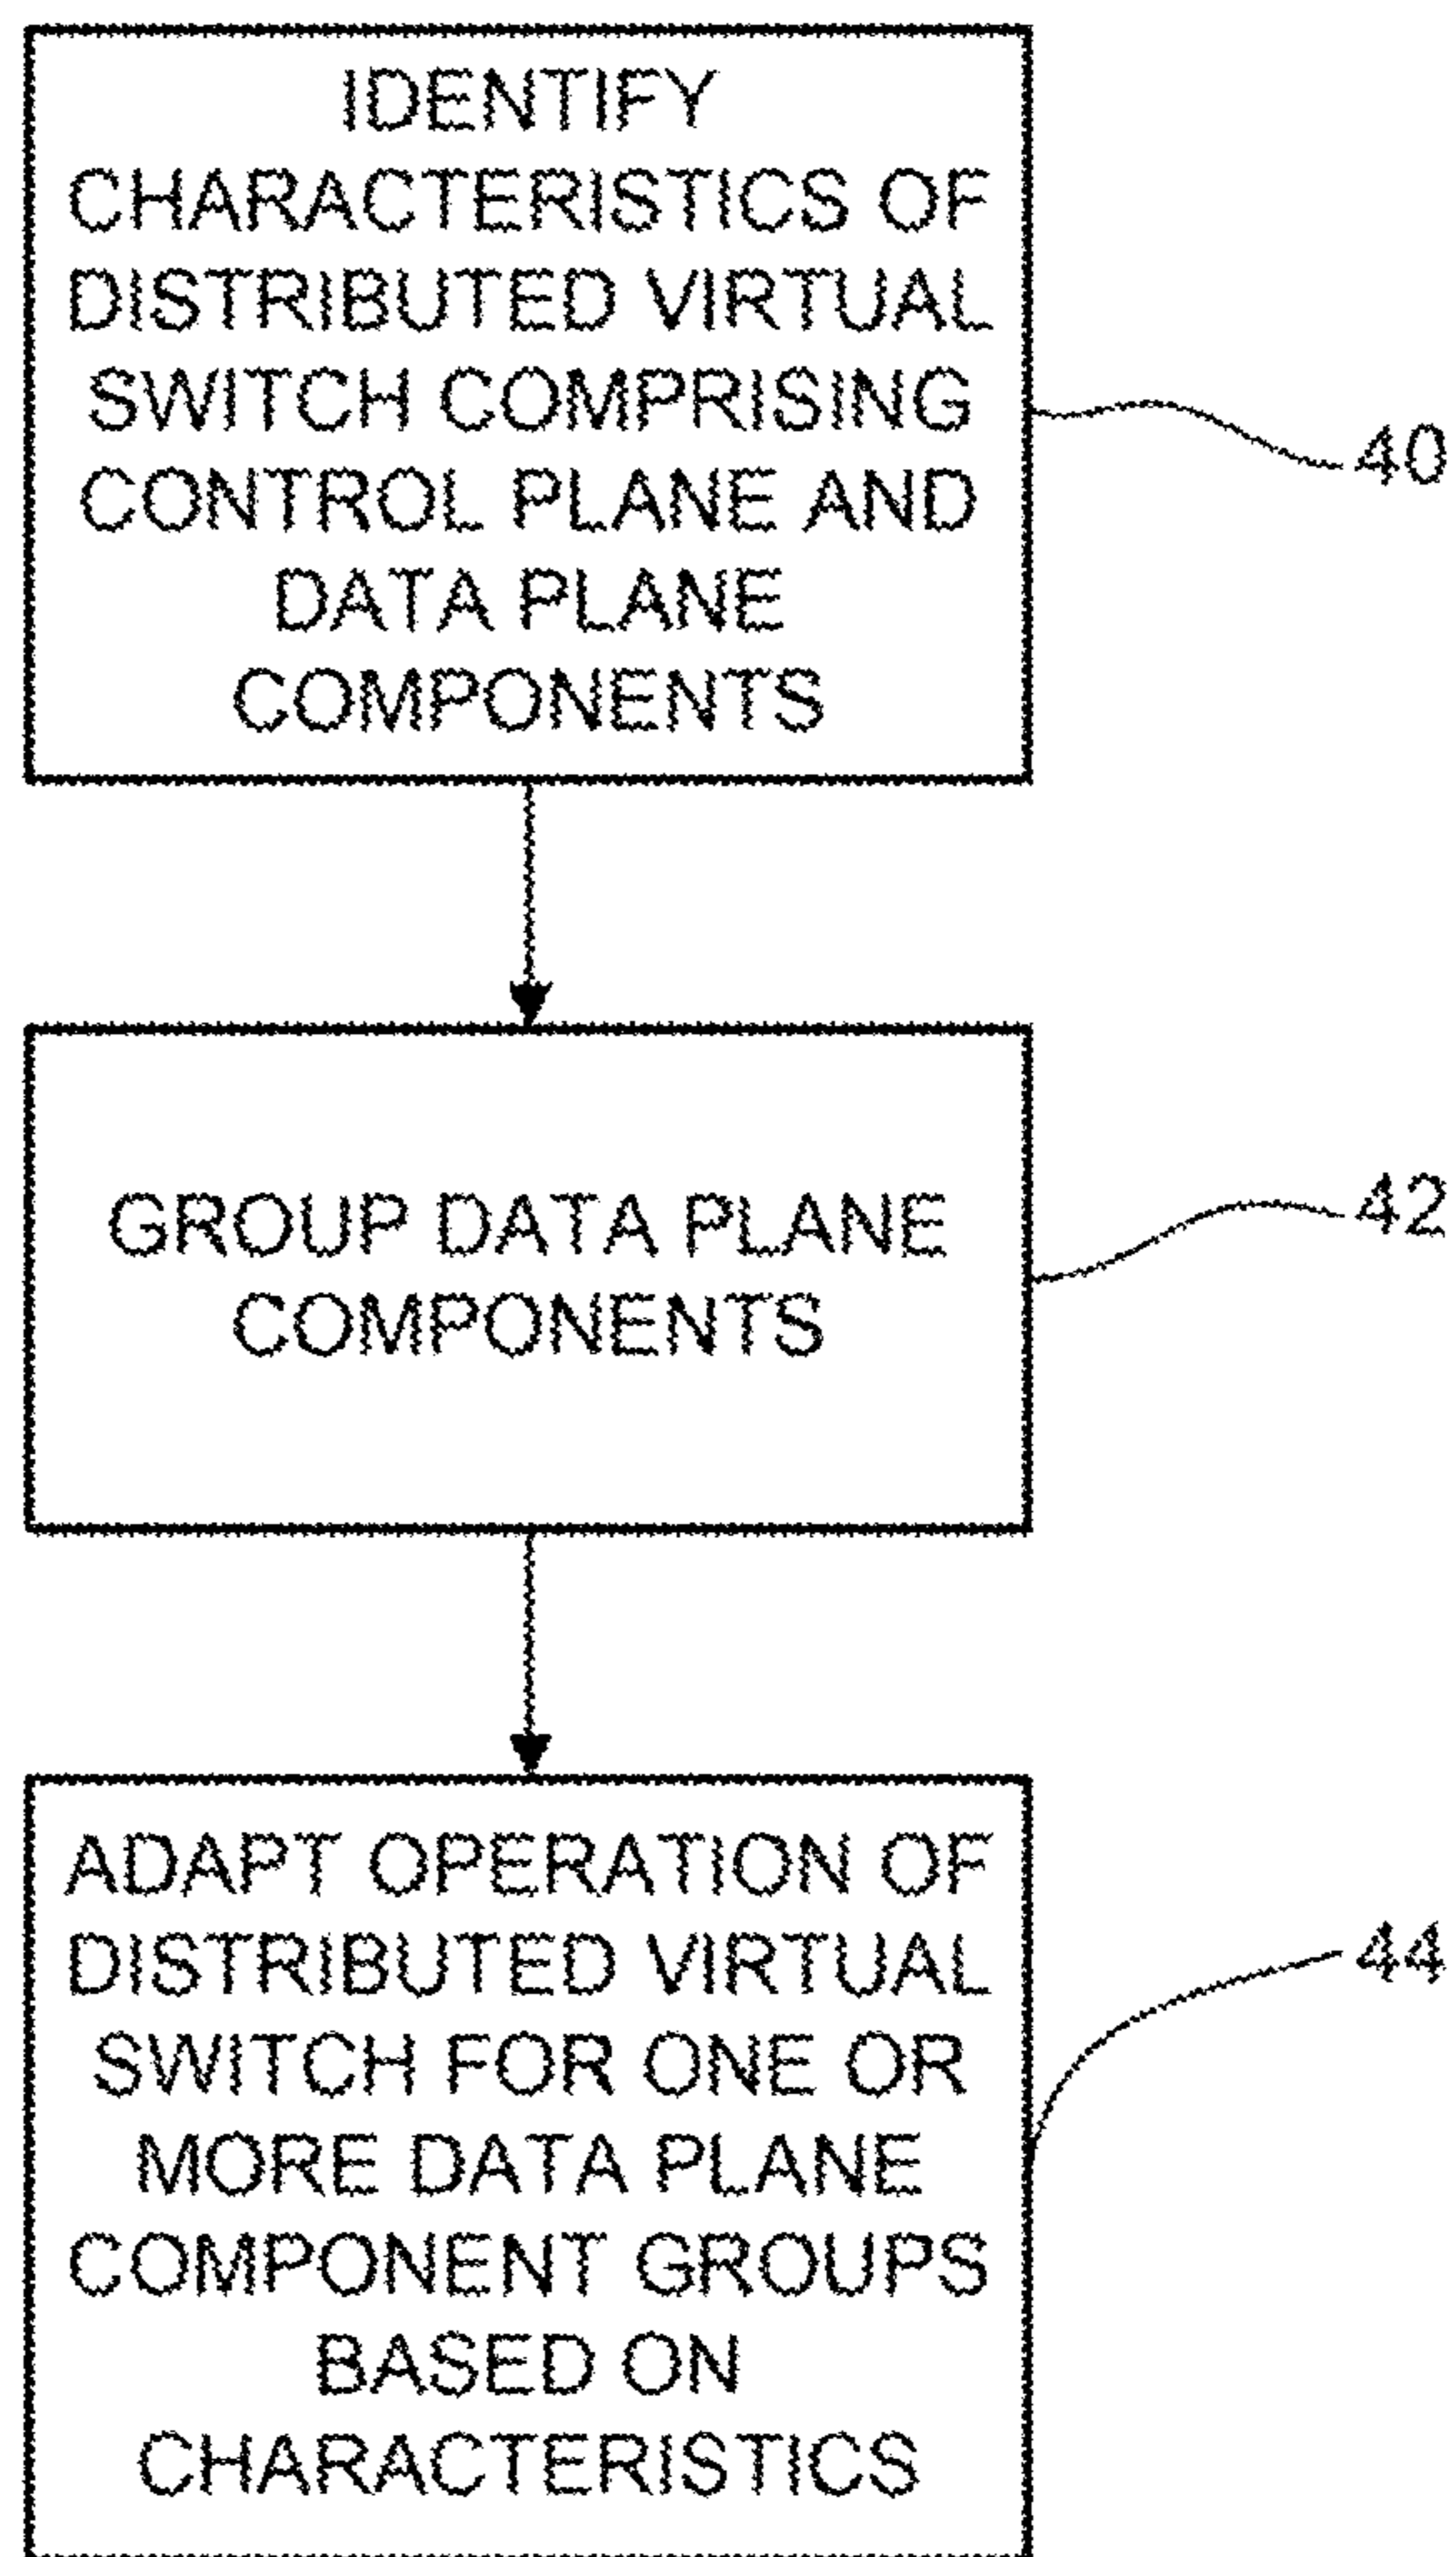 IDENTIFY
CHARACTERISTICS OF
DISTRIBUTED VIRTUAL
SWITCH COMPRISING
CONTROL PLANE AND
DATA PLANE
COMPONENTS
40
GROUP DATA PLANE
COMPONENTS
42
ADAPT OPERATION OF
DISTRIBUTED VIRTUAL
SWITCH FOR ONE OR
MORE DATA PLANE
COMPONENT GROUPS
BASED ON
CHARACTERISTICS
44